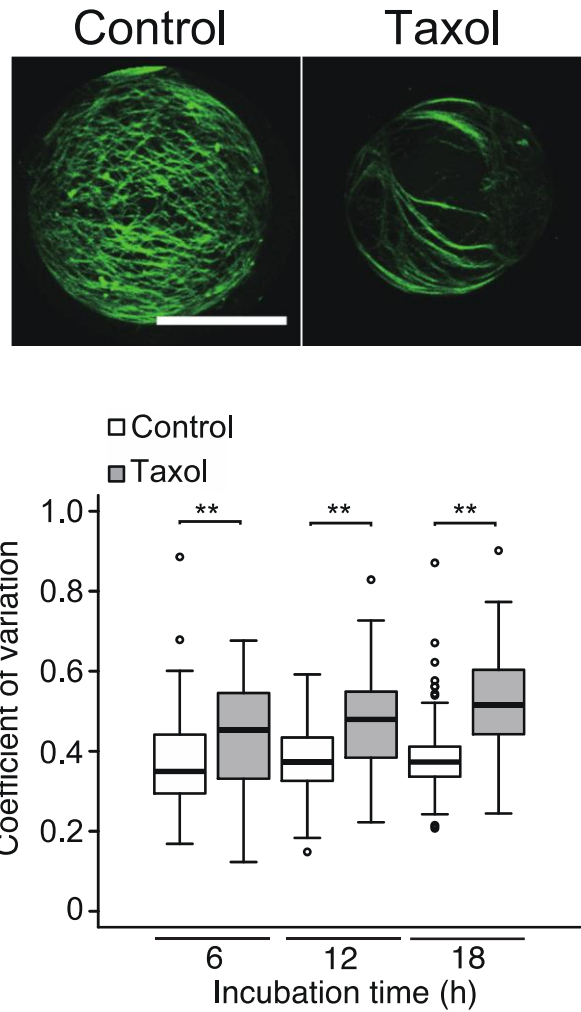 Control Taxol
Control
Taxol
** ** **
1.0
0.8
0.6
0.4
0.2
0
Coefficient of variation
6 12 18
Incubation time (h)